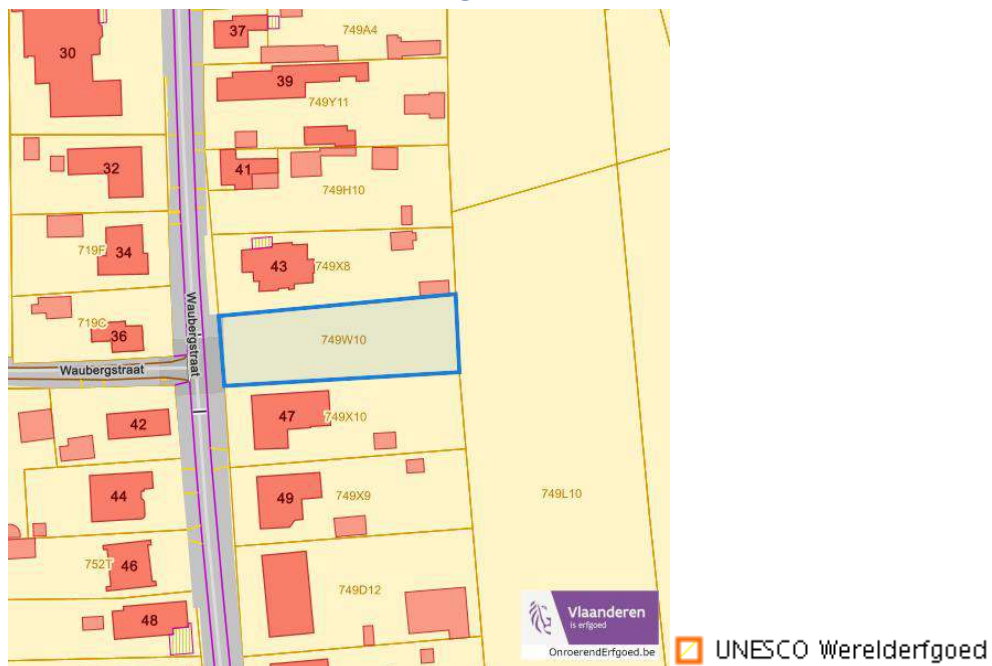 37
749A4
30
39
749Y11
32
41
749H10
719F
34
43
749X8
Waubergstraat
719C
36
749W10
Waubergstraat
42
47
749X10
44
49
749X9
749L10
752T
46
749D12
48
Vlaanderen
is erfgoed
OnroerendErfgoed.be
UNESCO Werelderfgoed